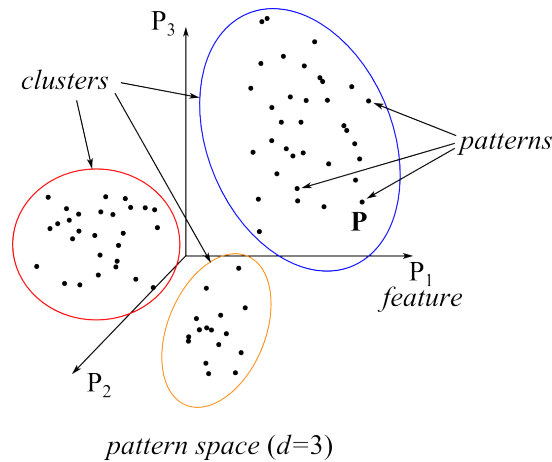 P3
clusters
patterns
P
P1
feature
P2
pattern space (d=3)